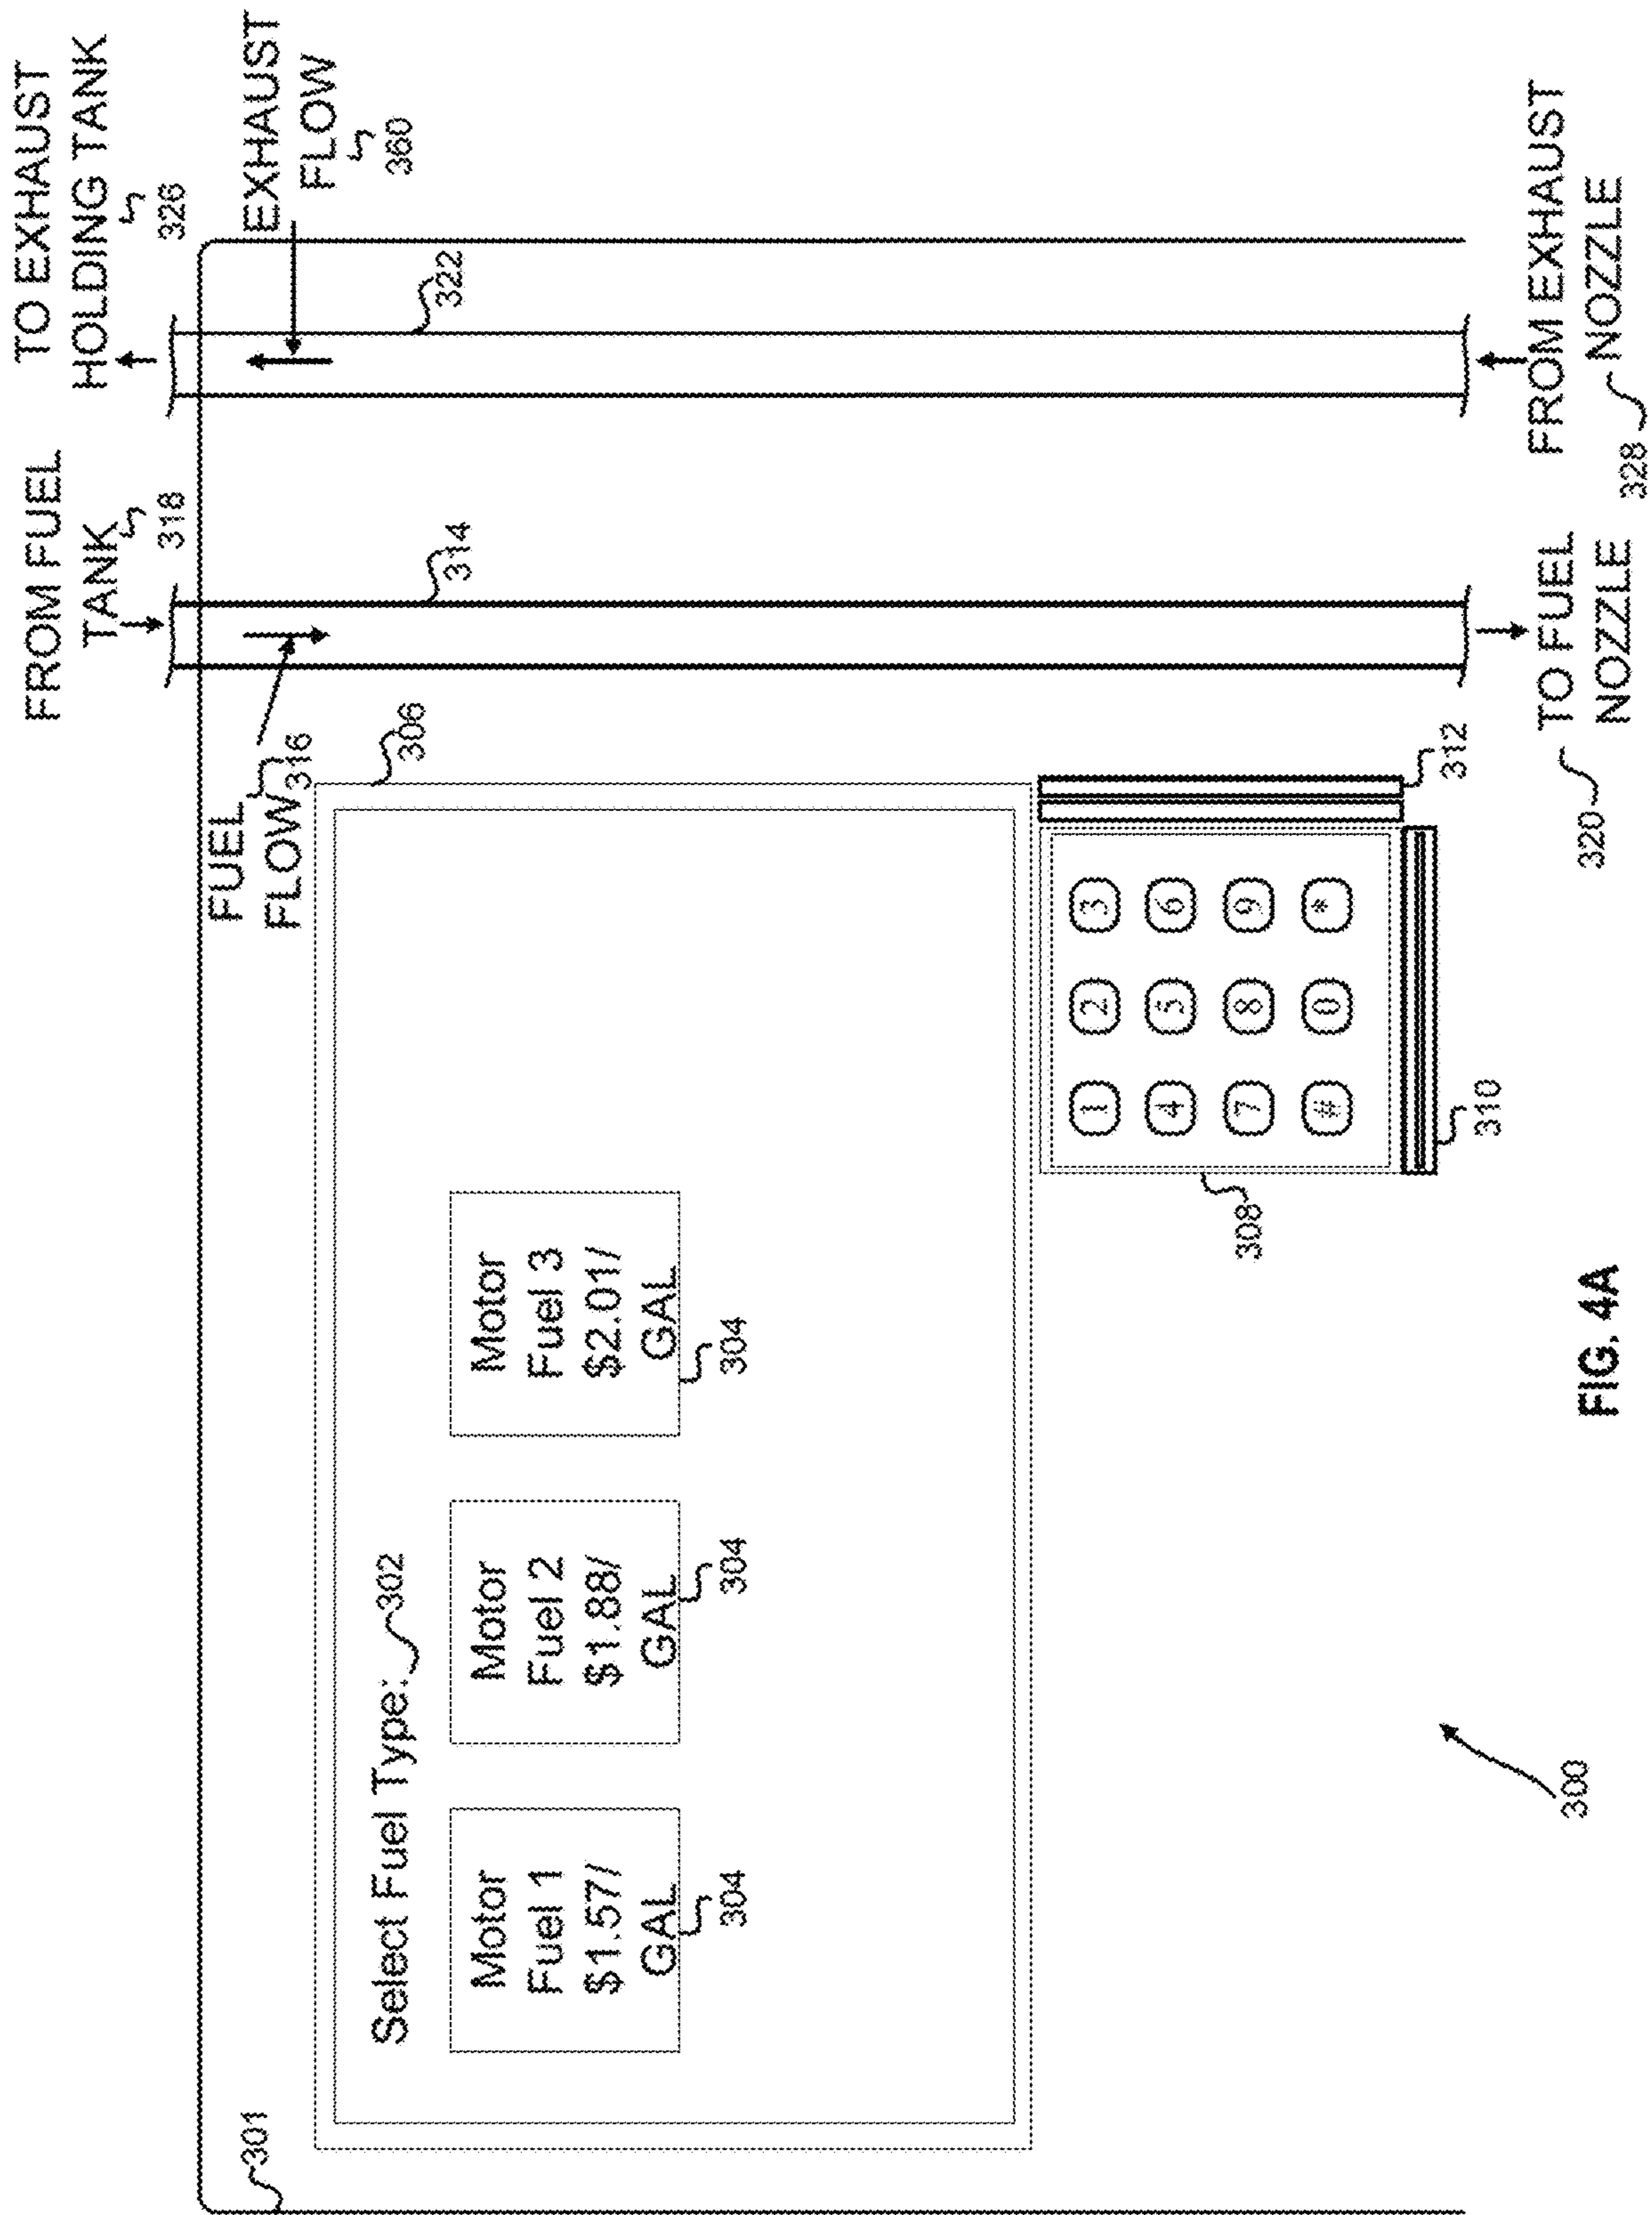 TO EXHAUST
HOLDING TANK
326
FROM FUEL
TANK
318
EXHAUST
FLOW
360
FUEL
FLOW
316
301
306
314
322
Select Fuel Type:
302
Motor
Fuel 1
$1.57/
GAL
304
Motor
Fuel 2
$1.88/
GAL
304
Motor
Fuel 3
$2.01/
GAL
304
1 2 3
4 5 6
7 8 9
# 0 *
308
310
312
300
320
TO FUEL
NOZZLE
328
FROM EXHAUST
NOZZLE
FIG. 4A